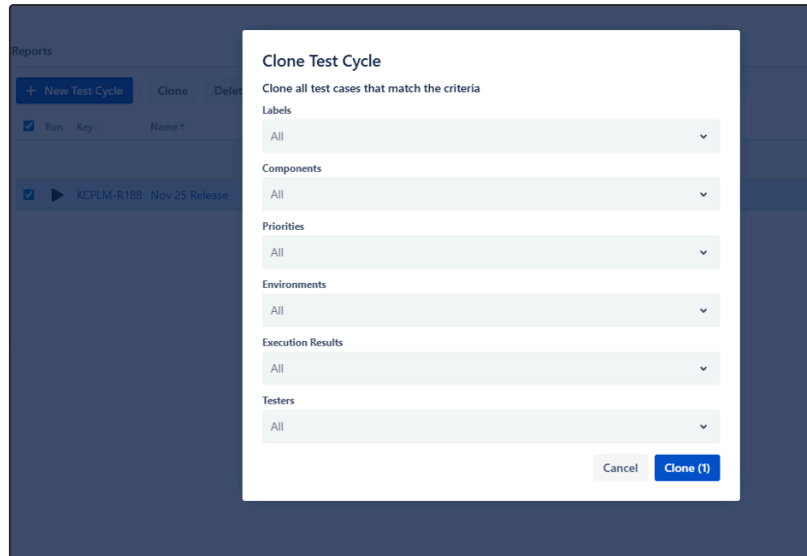 Reports
+ New Test Cycle Clone Delet
Run Key Name
KCPLM-R188 Nov 25 Release
Clone Test Cycle
Clone all test cases that match the criteria
Labels
All
Components
All
Priorities
All
Environments
All
Execution Results
All
Testers
All
Cancel Clone (1)